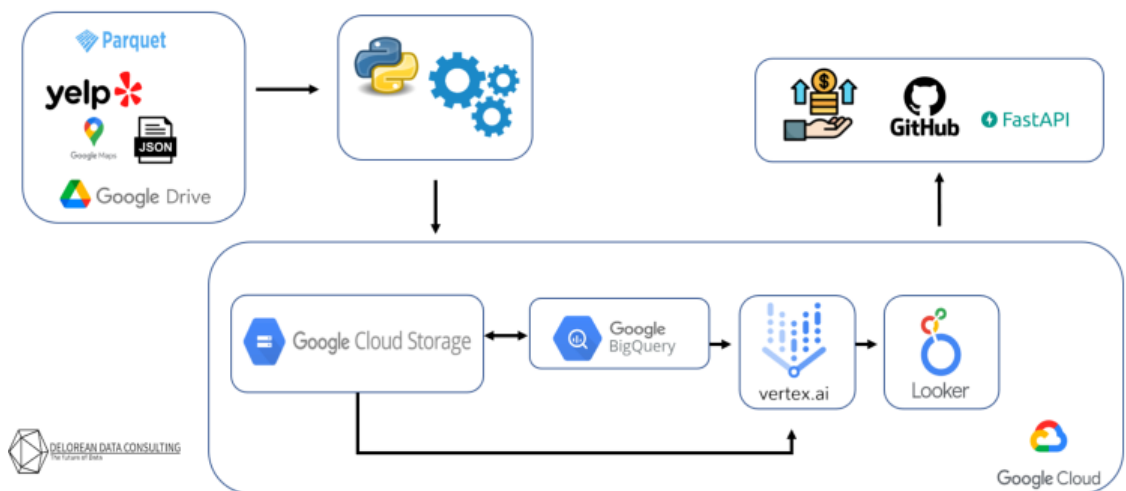 Parquet
yelp
Google Maps
JSON
Google Drive
GitHub
FastAPI
Google Cloud Storage
Google
BigQuery
vertex.ai
Looker
Google Cloud
DELOREAN DATA CONSULTING
The future of Data